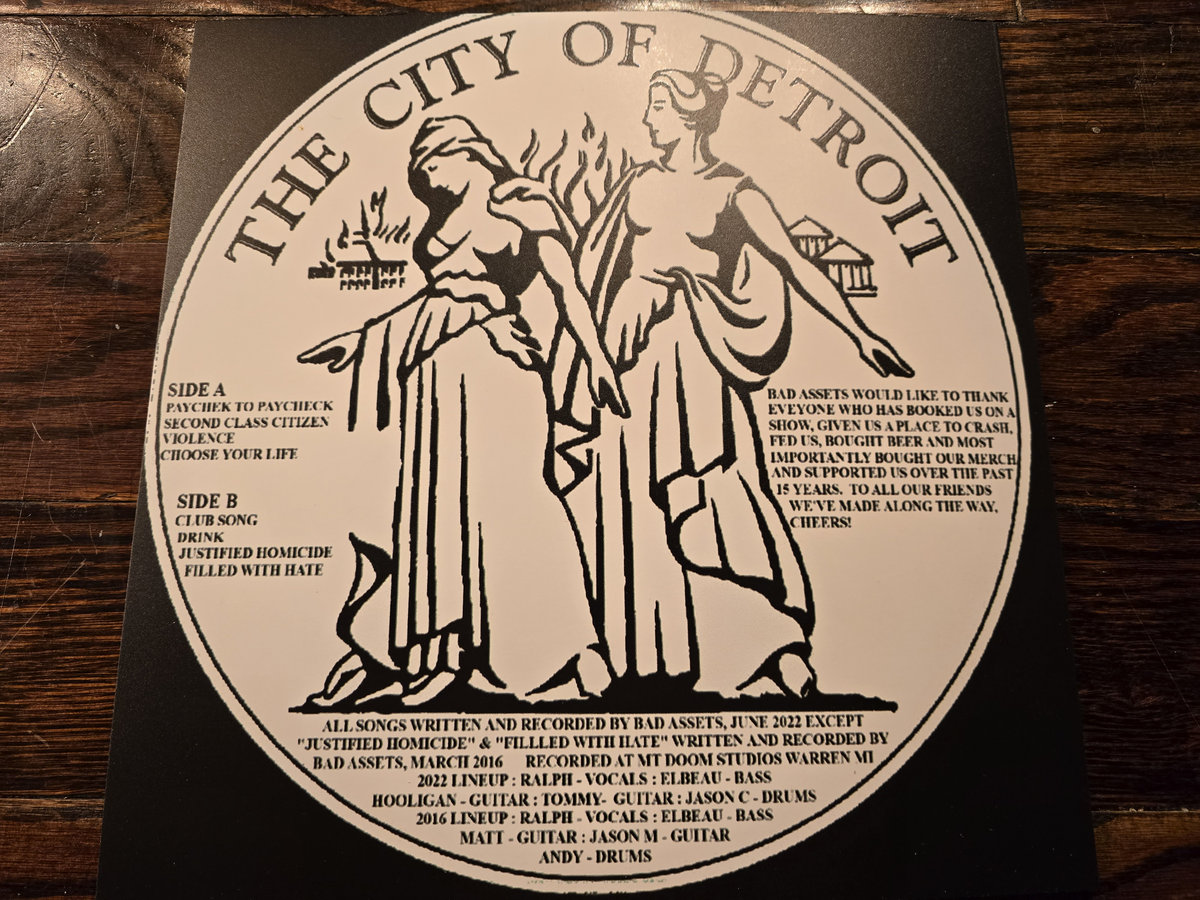 THE CITY OF DETROIT
SIDE A
PAYCHEK TO PAYCHECK
SECOND CLASS CITIZEN
VIOLENCE
CHOOSE YOUR LIFE
SIDE B
CLUB SONG
DRINK
JUSTIFIED HOMICIDE
FILLED WITH HATE
BAD ASSETS WOULD LIKE TO THANK
EVEYONE WHO HAS BOOKED US ON A
SHOW, GIVEN US A PLACE TO CRASH,
FED US, BOUGHT BEER AND MOST
IMPORTANTLY BOUGHT OUR MERCH
AND SUPPORTED US OVER THE PAST
15 YEARS. TO ALL OUR FRIENDS
WE'VE MADE ALONG THE WAY,
CHEERS!
ALL SONGS WRITTEN AND RECORDED BY BAD ASSETS, JUNE 2022 EXCEPT
"JUSTIFIED HOMICIDE" & "FILLLED WITH HATE" WRITTEN AND RECORDED BY
BAD ASSETS, MARCH 2016 RECORDED AT MT DOOM STUDIOS WARREN MI
2022 LINEUP : RALPH - VOCALS : ELBEAU - BASS
HOOLIGAN - GUITAR : TOMMY- GUITAR : JASON C - DRUMS
2016 LINEUP : RALPH - VOCALS : ELBEAU - BASS
MATT - GUITAR : JASON M - GUITAR
ANDY - DRUMS